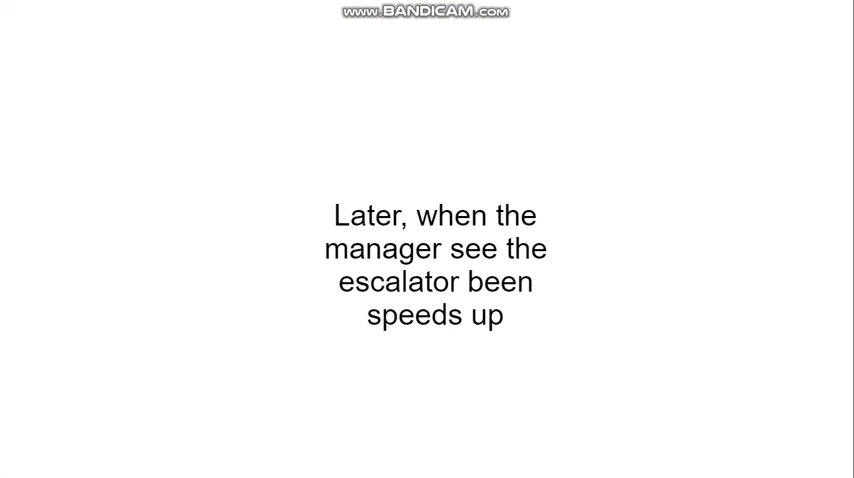 www.BANDICAM.com
Later, when the
manager see the
escalator been
speeds up